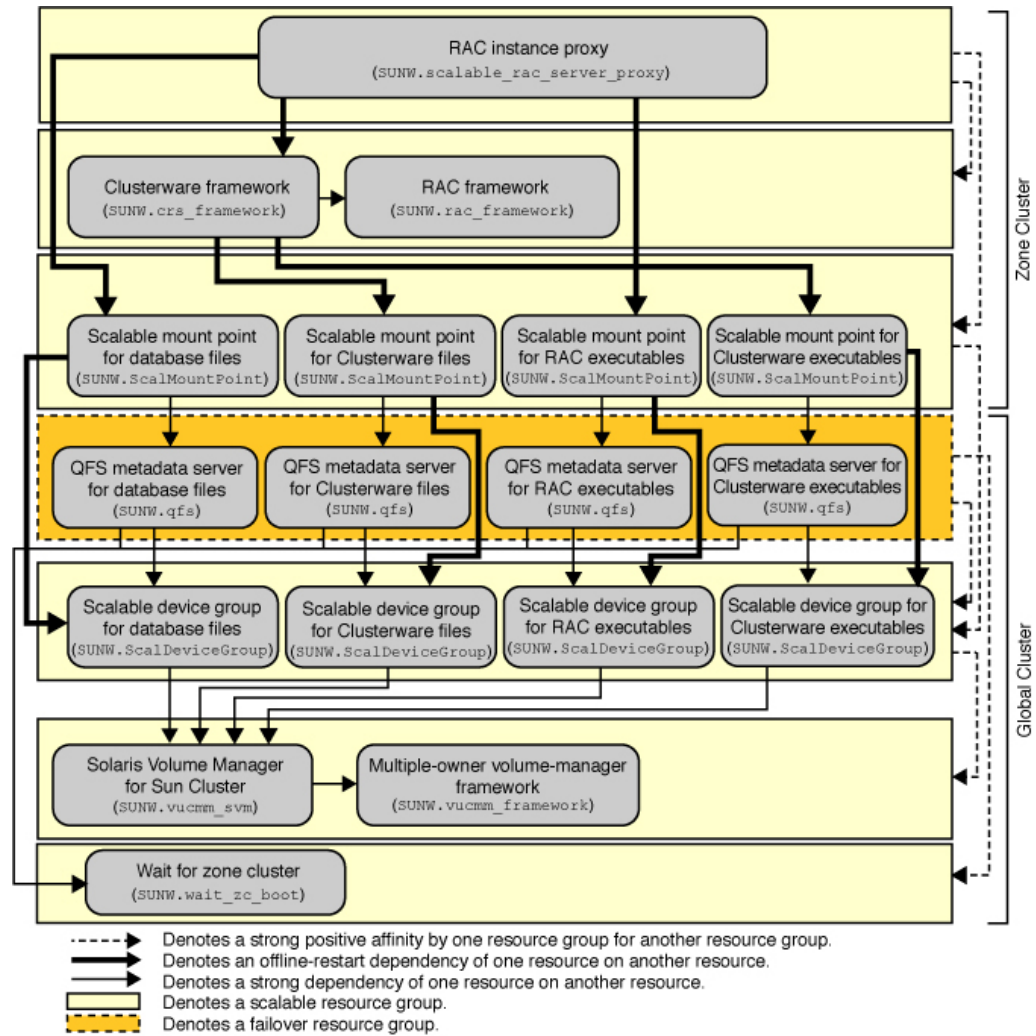 RAC instance proxy
(SUNW.scalable_rac_server_proxy)
Clusterware framework
(SUNW.crs_framework)
RAC framework
(SUNW.rac_framework)
Zone Cluster
Scalable mount point
for database files
(SUNW.ScalMountPoint)
Scalable mount point
for Clusterware files
(SUNW.ScalMountPoint)
Scalable mount point
for RAC executables
(SUNW.ScalMountPoint)
Scalable mount point for
Clusterware executables
(SUNW.ScalMountPoint)
QFS metadata server
for database files
(SUNW.qfs)
QFS metadata server
for Clusterware files
(SUNW.qfs)
QFS metadata server
for RAC executables
(SUNW.qfs)
QFS metadata server for
Clusterware executables
(SUNW.qfs)
Scalable device group
for database files
(SUNW.ScalDeviceGroup)
Scalable device group
for Clusterware files
(SUNW.ScalDeviceGroup)
Scalable device group
for RAC executables
(SUNW.ScalDeviceGroup)
Scalable device group for
Clusterware executables
(SUNW.ScalDeviceGroup)
Global Cluster
Solaris Volume Manager
for Sun Cluster
(SUNW.vucmm_svm)
Multiple-owner volume-manager
framework
(SUNW.vucmm_framework)
Wait for zone cluster
(SUNW.wait_zc_boot)
Denotes a strong positive affinity by one resource group for another resource group.
Denotes an offline-restart dependency of one resource on another resource.
Denotes a strong dependency of one resource on another resource.
Denotes a scalable resource group.
Denotes a failover resource group.